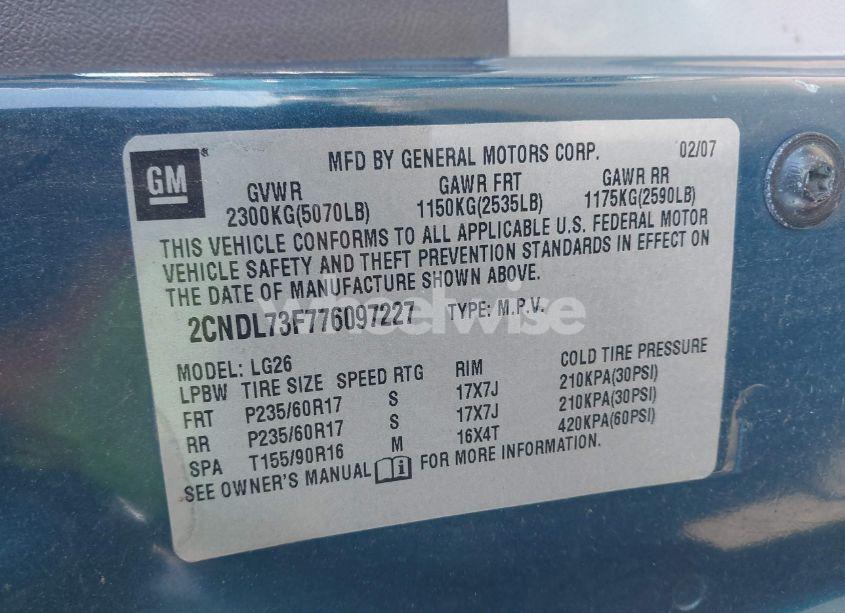 GM
MFD BY GENERAL MOTORS CORP. 02/07
GVWR GAWR FRT GAWR RR
2300KG(5070LB) 1150KG(2535LB) 1175KG(2590LB)
THIS VEHICLE CONFORMS TO ALL APPLICABLE U.S. FEDERAL MOTOR
VEHICLE SAFETY AND THEFT PREVENTION STANDARDS IN EFFECT ON
THE DATE OF MANUFACTURE SHOWN ABOVE.
2CNDL73F776097227 TYPE: M.P.V.
wheelwise
MODEL: LG26
LPBW TIRE SIZE SPEED RTG RIM COLD TIRE PRESSURE
FRT P235/60R17 S 17X7J 210KPA(30PSI)
RR P235/60R17 S 17X7J 210KPA(30PSI)
SPA T155/90R16 M 16X4T 420KPA(60PSI)
SEE OWNER'S MANUAL FOR MORE INFORMATION.